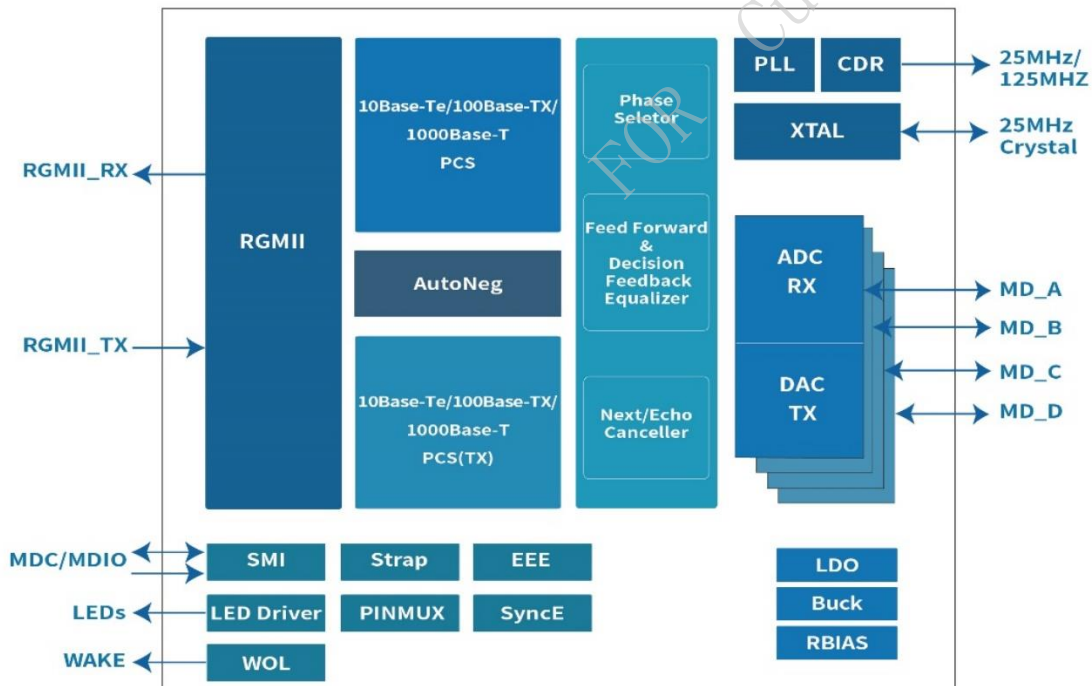 RGMII_RX
RGMII_TX
RGMII
10Base-Te/100Base-TX/
1000Base-T
PCS
AutoNeg
10Base-Te/100Base-TX/
1000Base-T
PCS(TX)
Phase
Seletor
Feed Forward
&
Decision
Feedback
Equalizer
Next/Echo
Canceller
PLL
CDR
25MHz/
125MHZ
XTAL
25MHz
Crystal
ADC
RX
DAC
TX
MD_A
MD_B
MD_C
MD_D
MDC/MDIO
SMI
Strap
EEE
LEDs
LED Driver
PINMUX
SyncE
WAKE
WOL
LDO
Buck
RBIAS
FOR